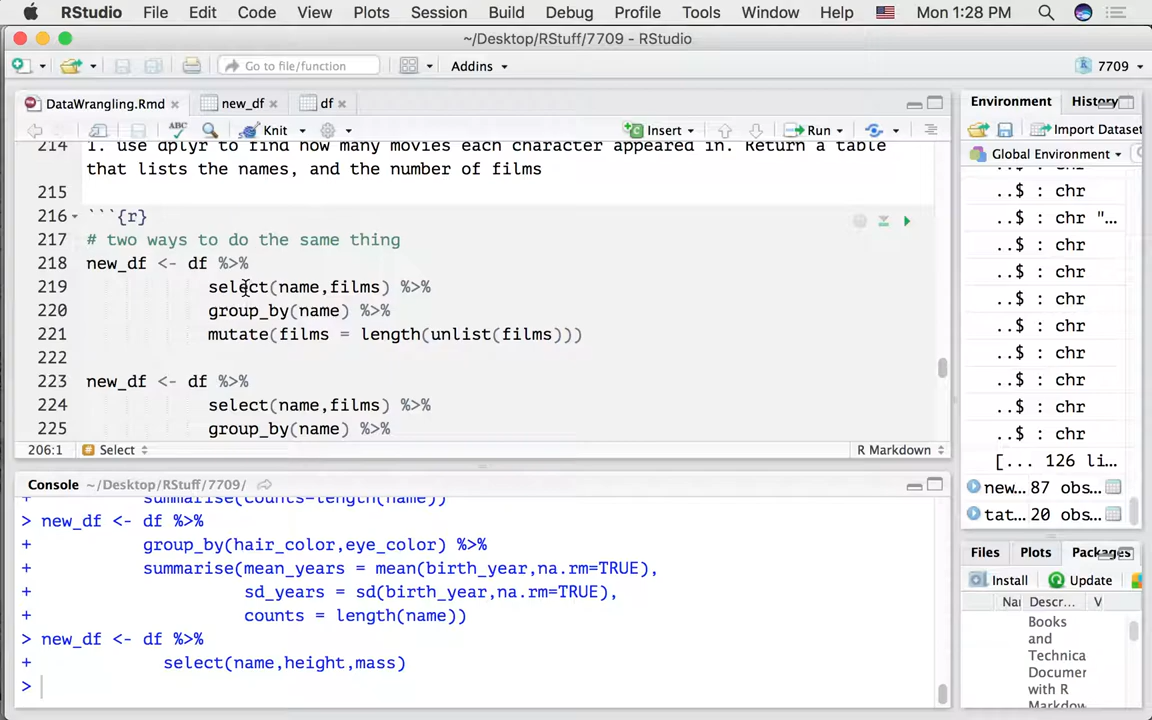 RStudio File Edit Code View Plots Session Build Debug Profile Tools Window Help Mon 1:28 PM
~/Desktop/RStuff/7709 - RStudio
Go to file/function Addins 7709
DataWrangling.Rmd new_df df
ABC Knit Insert Run
214 1. use dplyr to find how many movies each character appeared in. Return a table
that lists the names, and the number of films
215
216 ```{r}
217 # two ways to do the same thing
218 new_df <- df %>%
219 select(name,films) %>%
220 group_by(name) %>%
221 mutate(films = length(unlist(films)))
222
223 new_df <- df %>%
224 select(name,films) %>%
225 group_by(name) %>%
206:1 # Select R Markdown
Console ~/Desktop/RStuff/7709/
+ summarise(counts=length(name))
> new_df <- df %>%
+ group_by(hair_color,eye_color) %>%
+ summarise(mean_years = mean(birth_year,na.rm=TRUE),
+ sd_years = sd(birth_year,na.rm=TRUE),
+ counts = length(name))
> new_df <- df %>%
+ select(name,height,mass)
>
Environment History
Import Dataset
R Global Environment
..$ : chr
..$ : chr "...
..$ : chr
..$ : chr
..$ : chr
..$ : chr
..$ : chr
..$ : chr
..$ : chr
..$ : chr
[... 126 li...
new... 87 obs...
tat... 20 obs...
Files Plots Packages
Install Update
Descr... V
Books
and
Technica
Documer
with R
Markdow